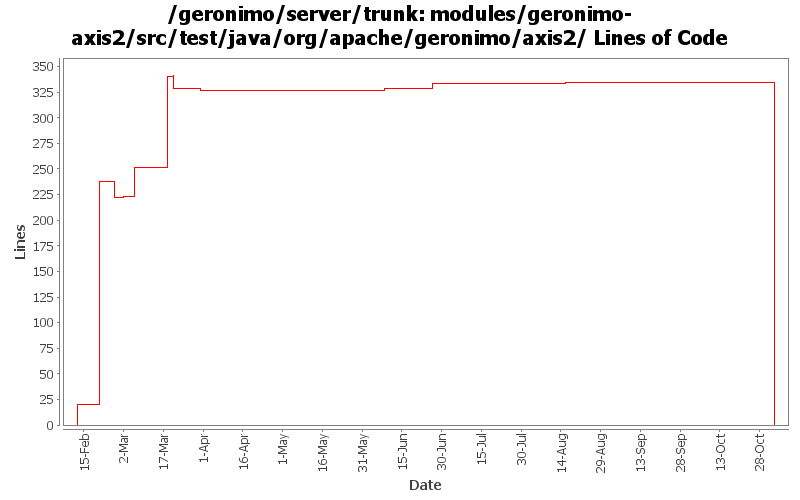 /geronimo/server/trunk: modules/geronimo-
axis2/src/test/java/org/apache/geronimo/axis2/ Lines of Code
Lines
350
325
300
275
250
225
200
175
150
125
100
75
50
25
0
15-Feb
2-Mar
17-Mar
1-Apr
16-Apr
1-May
16-May
31-May
15-Jun
30-Jun
15-Jul
30-Jul
14-Aug
29-Aug
13-Sep
28-Sep
13-Oct
28-Oct
Date